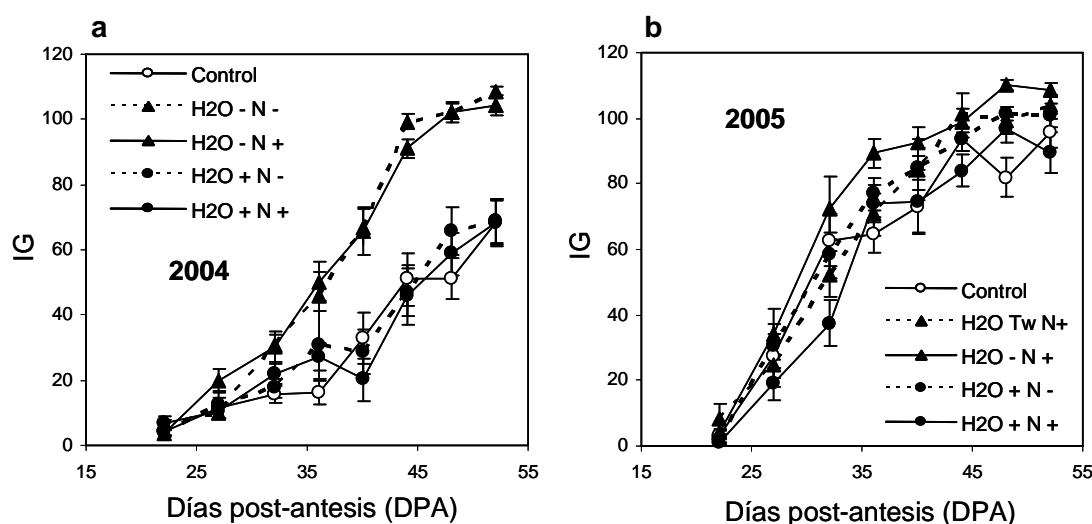 a
IG
120
100
80
60
40
20
0
Control
H2O - N -
H2O - N +
H2O + N -
H2O + N +
2004
15 25 35 45 55
Días post-antesis (DPA)
b
IG
120
100
80
60
40
20
0
2005
Control
H2O Tw N+
H2O - N +
H2O + N -
H2O + N +
15 25 35 45 55
Días post-antesis (DPA)